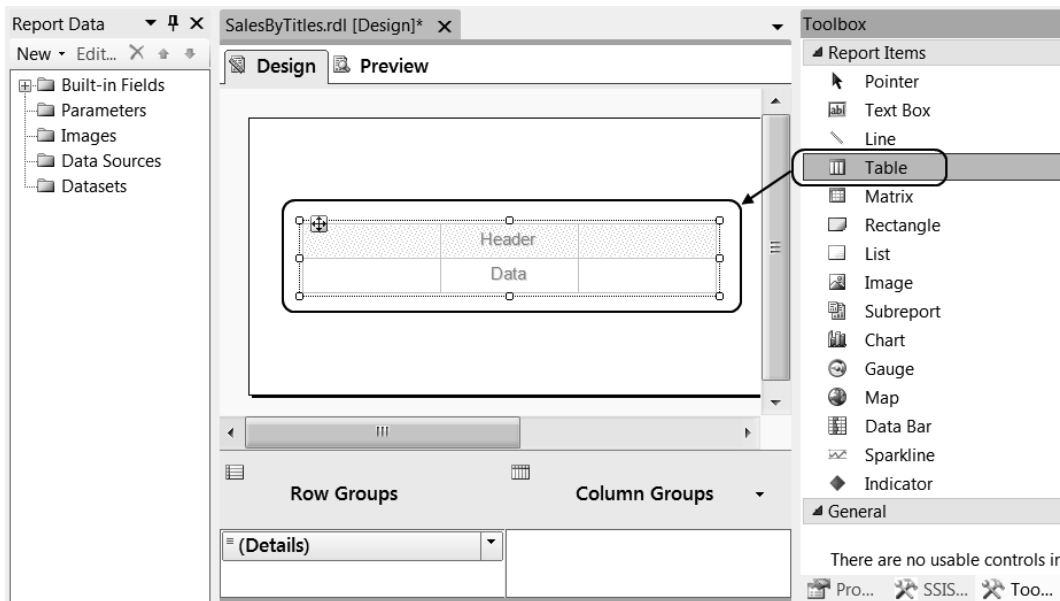 Report Data
New Edit...
Built-in Fields
Parameters
Images
Data Sources
Datasets
SalesByTitles.rdl [Design]*
Design Preview
Header
Data
Row Groups
Column Groups
(Details)
Toolbox
Report Items
Pointer
Text Box
Line
Table
Matrix
Rectangle
List
Image
Subreport
Chart
Gauge
Map
Data Bar
Sparkline
Indicator
General
There are no usable controls in
Pro... SSIS... Too...